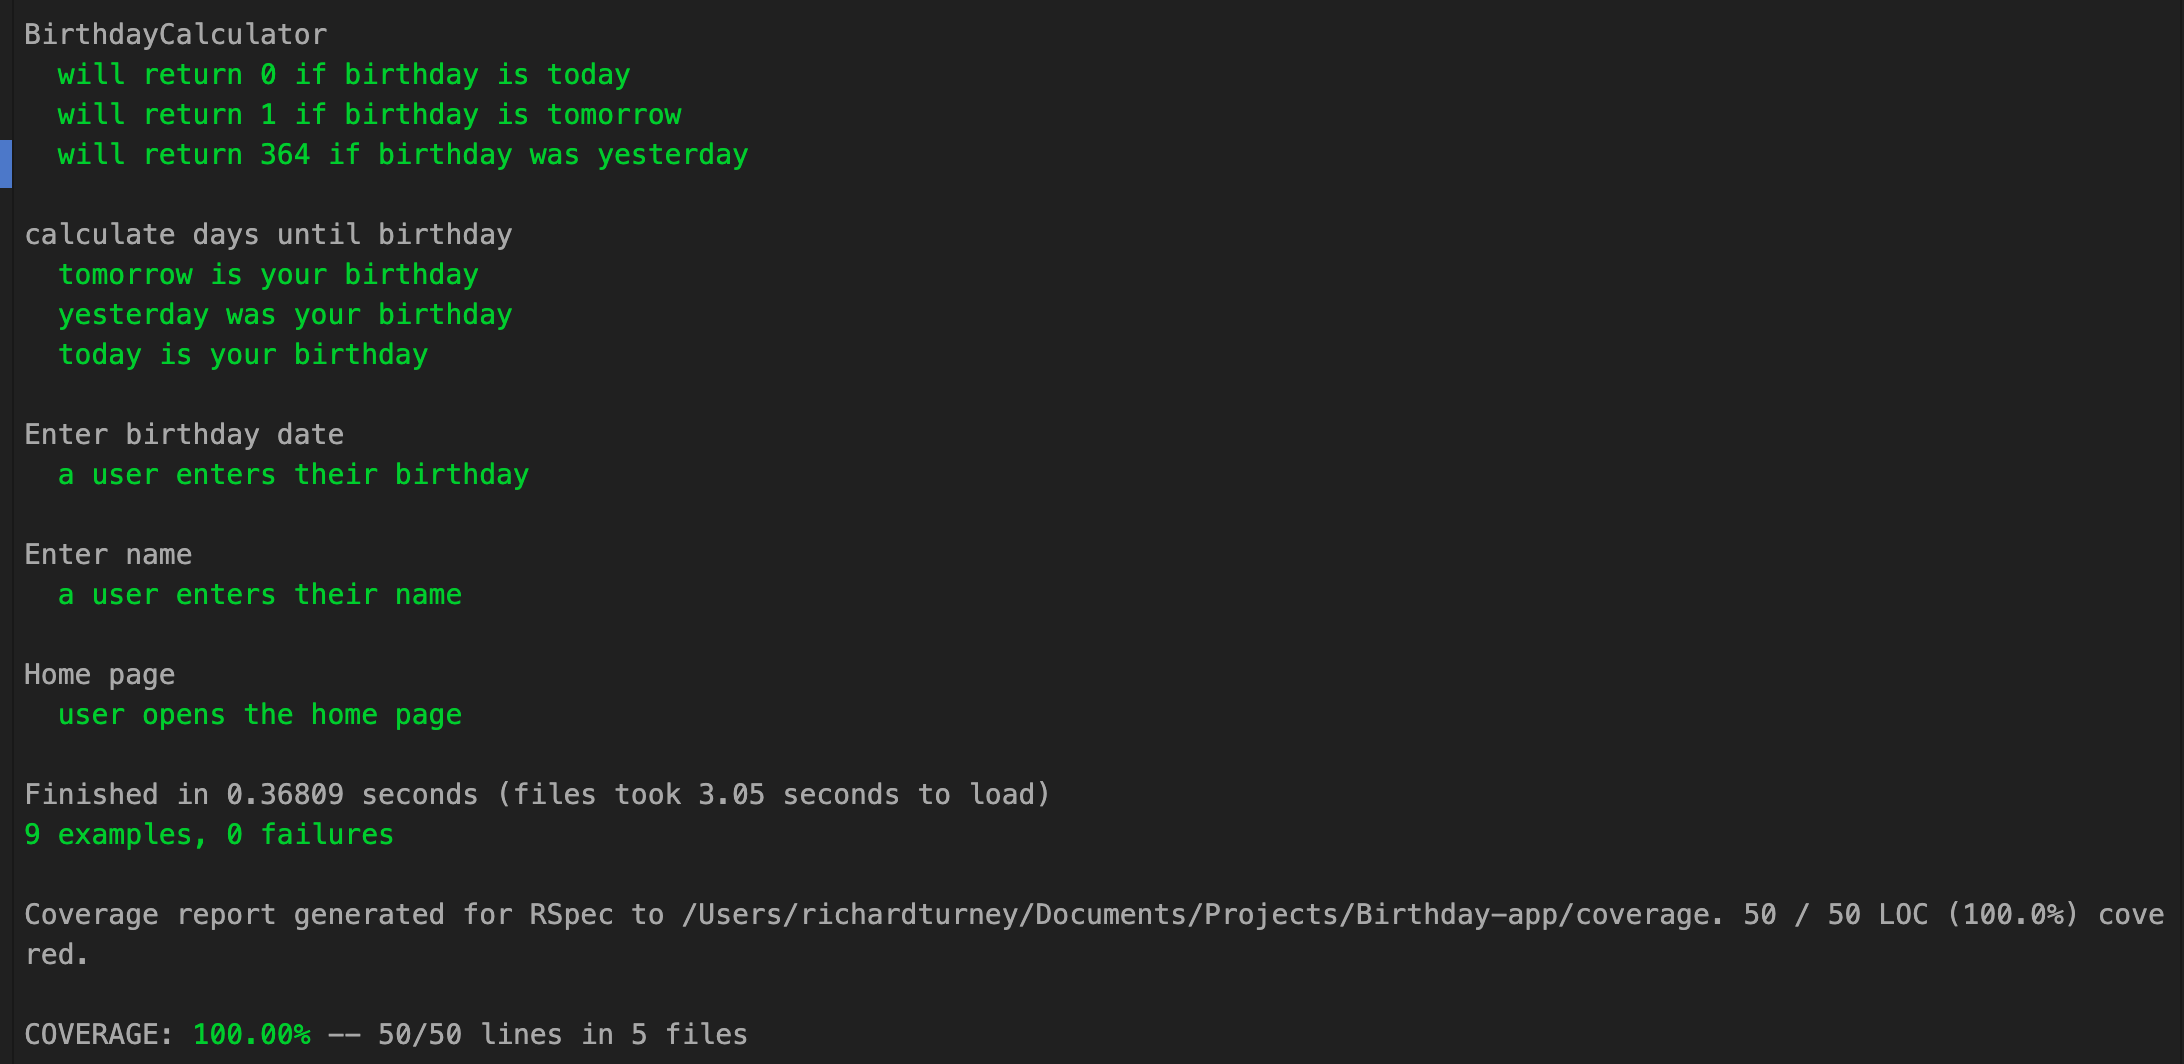 BirthdayCalculator
  will return 0 if birthday is today
  will return 1 if birthday is tomorrow
  will return 364 if birthday was yesterday

calculate days until birthday
  tomorrow is your birthday
  yesterday was your birthday
  today is your birthday

Enter birthday date
  a user enters their birthday

Enter name
  a user enters their name

Home page
  user opens the home page

Finished in 0.36809 seconds (files took 3.05 seconds to load)
9 examples, 0 failures

Coverage report generated for RSpec to /Users/richardturney/Documents/Projects/Birthday-app/coverage. 50 / 50 LOC (100.0%) cove
red.

COVERAGE: 100.00% -- 50/50 lines in 5 files